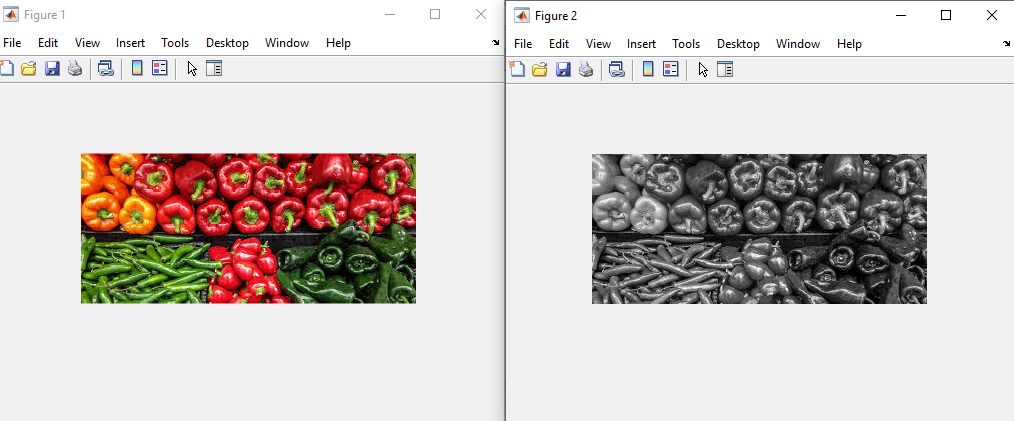 Figure 1
File Edit View Insert Tools Desktop Window Help
Figure 2
File Edit View Insert Tools Desktop Window Help